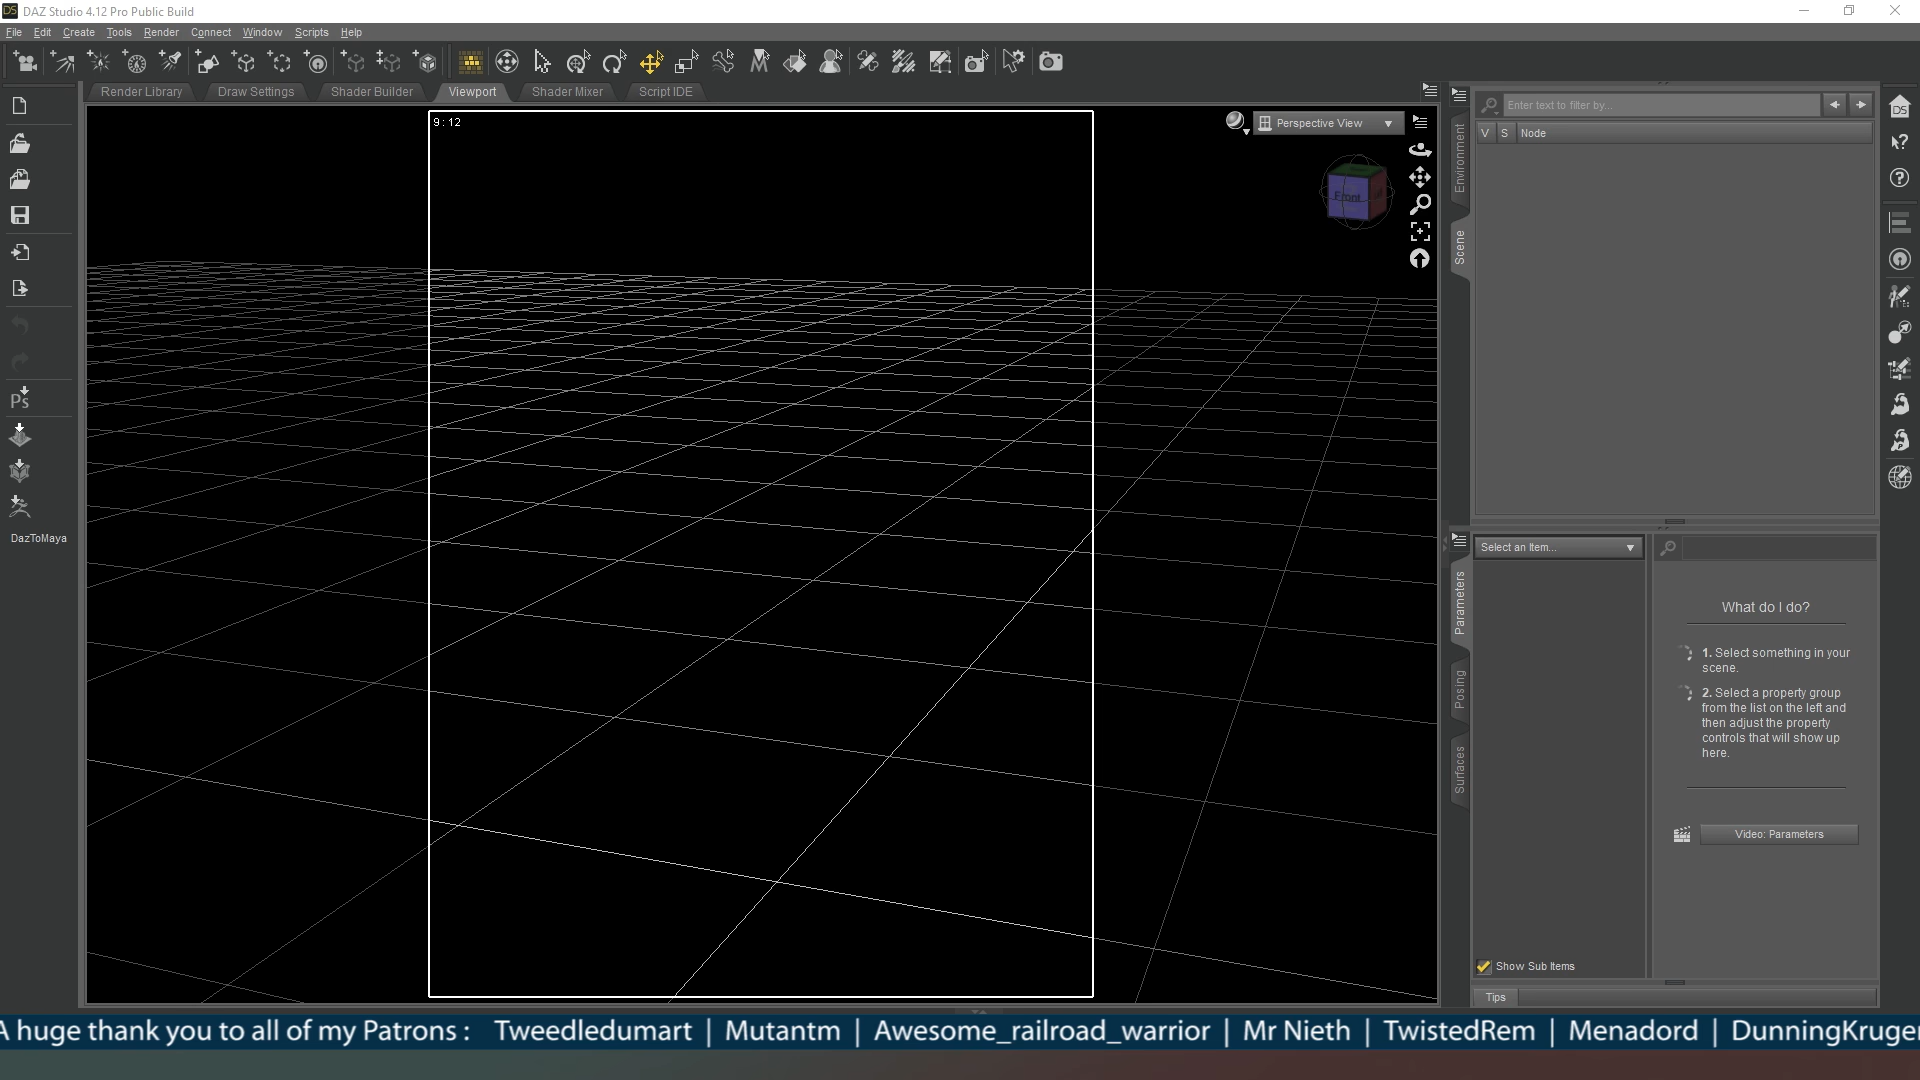 DS DAZ Studio 4.12 Pro Public Build
File Edit Create Tools Render Connect Window Scripts Help
Render Library Draw Settings Shader Builder Viewport Shader Mixer Script IDE
9 : 12
Perspective View
Front
Enter text to filter by...
V S Node
DS
Environment
Scene
Ps
DazToMaya
Select an Item...
Parameters
Posing
Surfaces
What do I do?
1. Select something in your
scene.
2. Select a property group
from the list on the left and
then adjust the property
controls that will show up
here.
Video: Parameters
Show Sub Items
Tips
A huge thank you to all of my Patrons : Tweedledumart | Mutantm | Awesome_railroad_warrior | Mr Nieth | TwistedRem | Menadord | DunningKruger